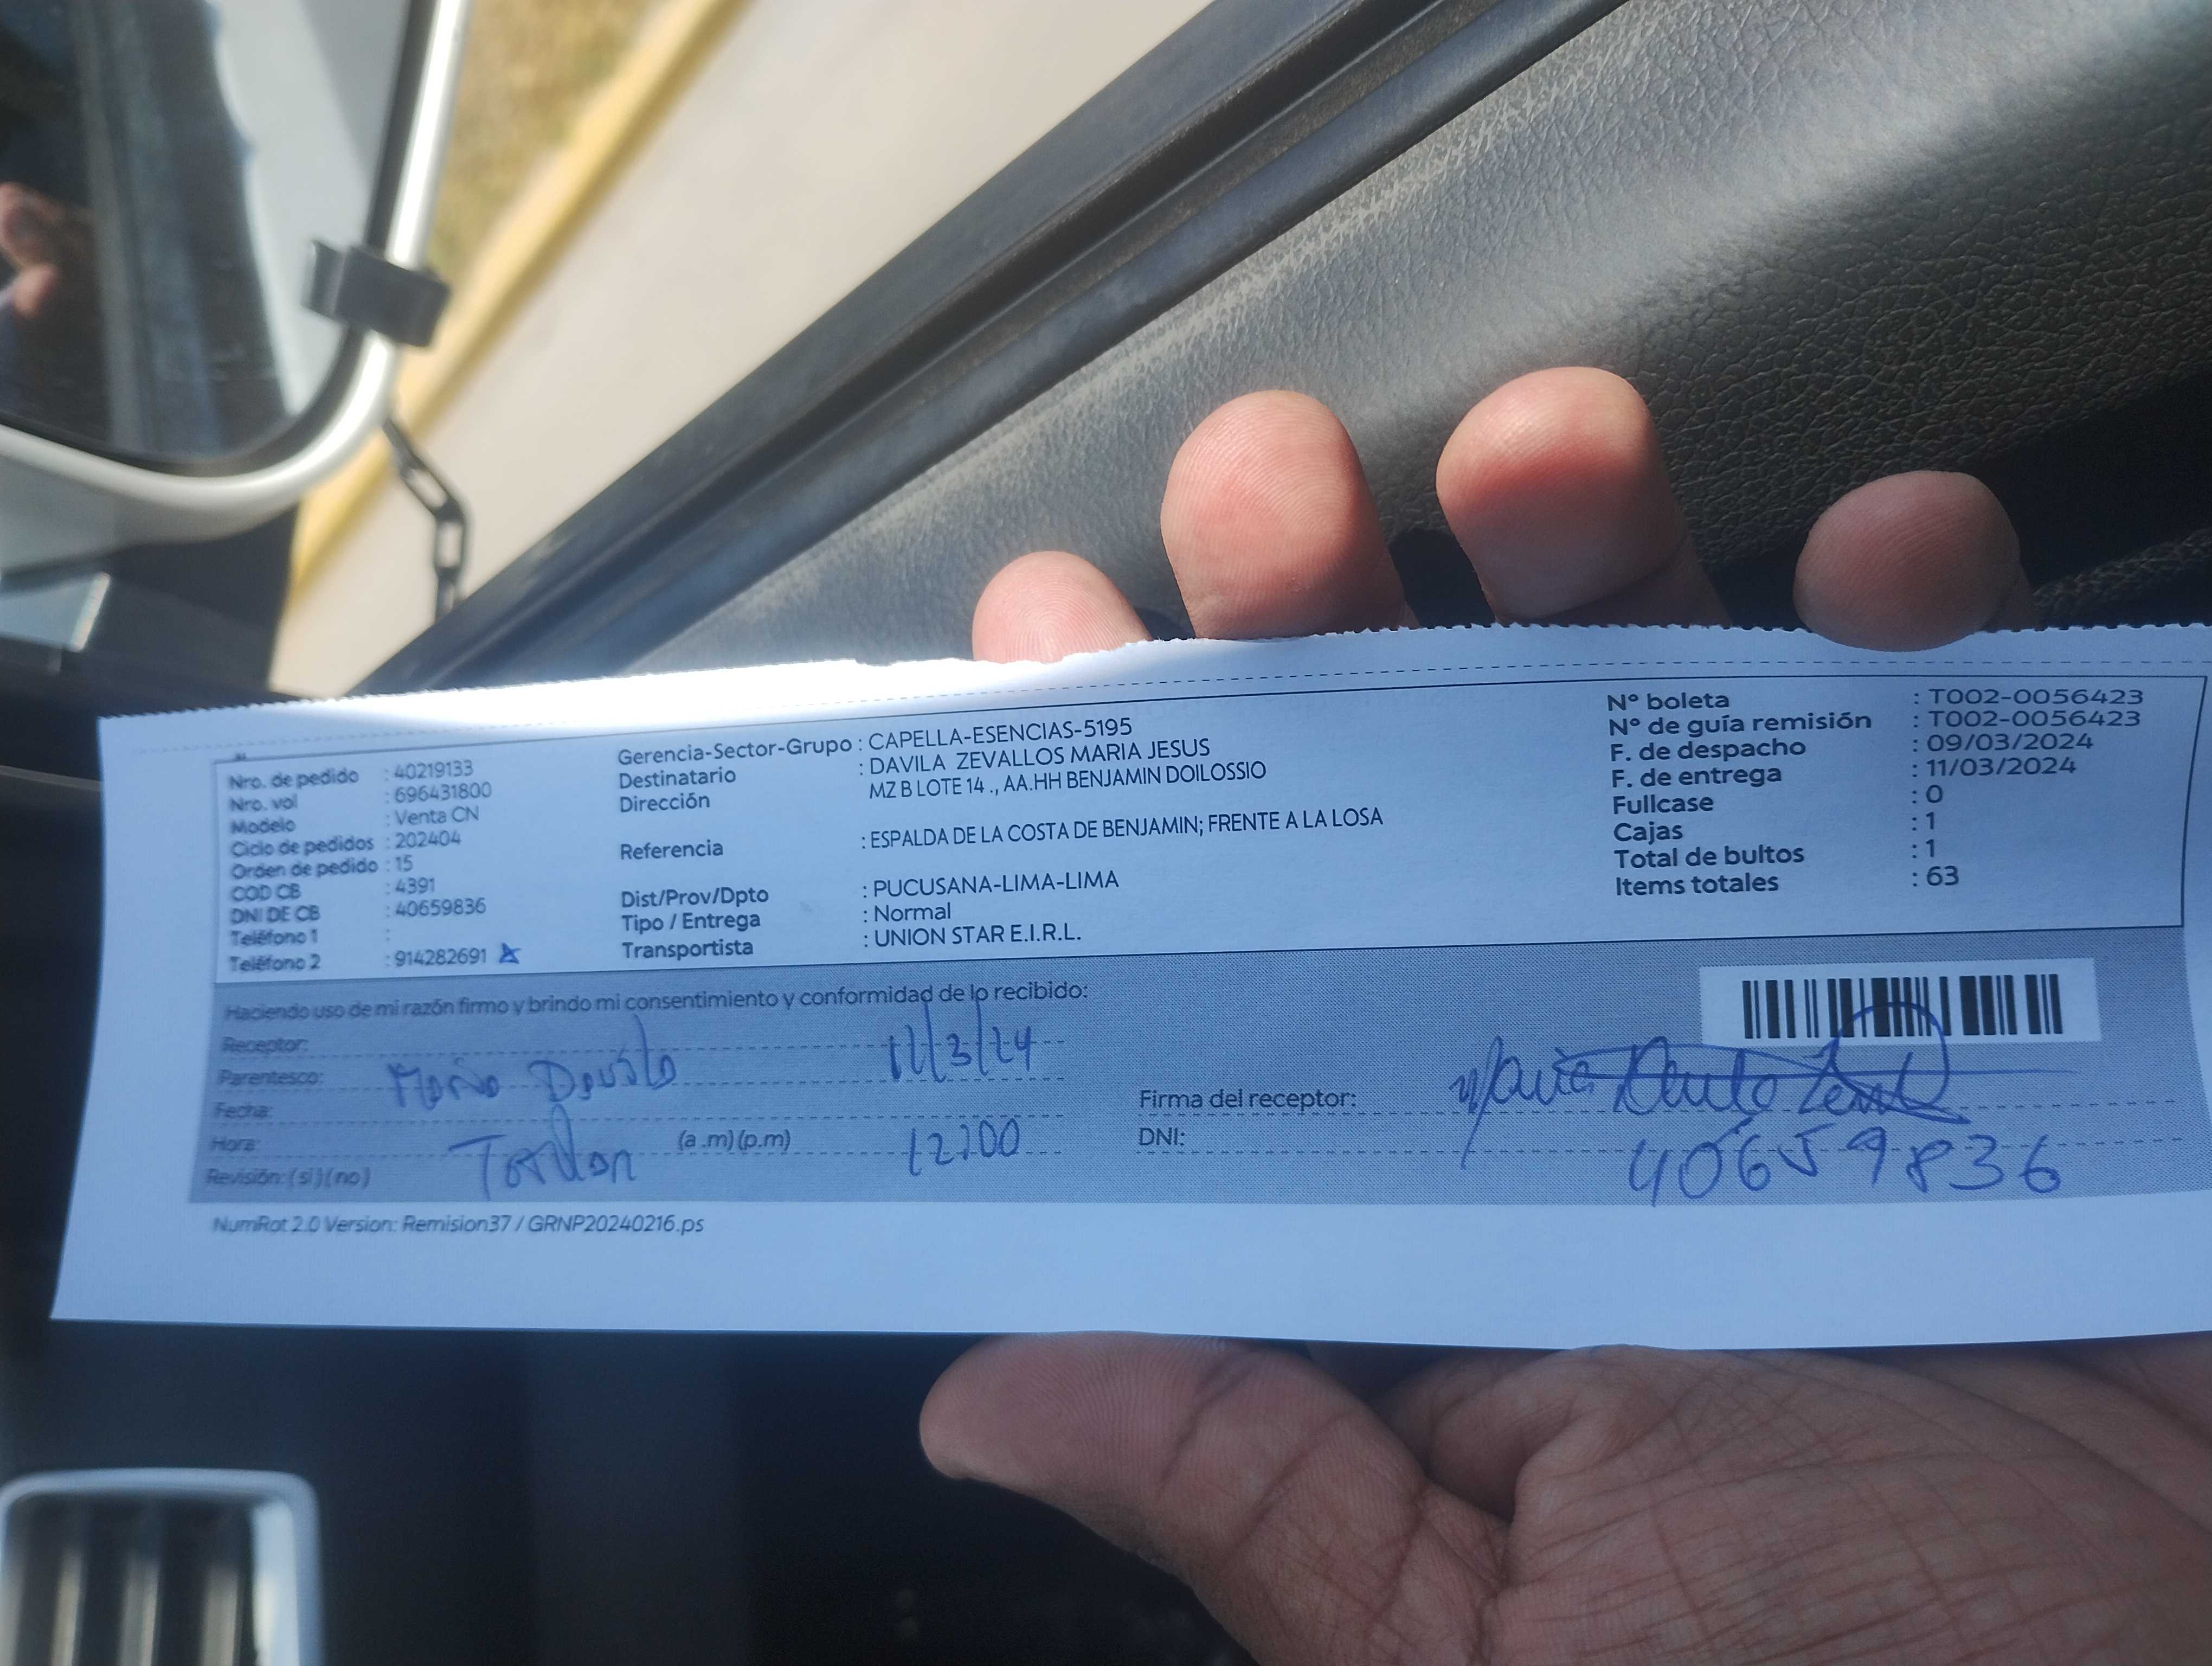 Nro. de pedido : 40219133
Nro. vol : 696431800
Modelo : Venta CN
Ciclo de pedidos : 202404
Orden de pedido : 15
COD CB : 4391
DNI DE CB : 40659836
Teléfono 1 :
Teléfono 2 : 914282691
Gerencia-Sector-Grupo : CAPELLA-ESENCIAS-5195
Destinatario : DAVILA ZEVALLOS MARIA JESUS
Dirección MZ B LOTE 14 ., AA.HH BENJAMIN DOILOSSIO
Referencia : ESPALDA DE LA COSTA DE BENJAMIN; FRENTE A LA LOSA
Dist/Prov/Dpto : PUCUSANA-LIMA-LIMA
Tipo / Entrega : Normal
Transportista : UNION STAR E.I.R.L.
N° boleta : T002-0056423
N° de guía remisión : T002-0056423
F. de despacho : 09/03/2024
F. de entrega : 11/03/2024
Fullcase : 0
Cajas : 1
Total de bultos : 1
Items totales : 63
Haciendo uso de mi razón firmo y brindo mi consentimiento y conformidad de lo recibido:
Receptor:
Parentesco: Maria Davila 11/3/24
Fecha:
Hora: (a .m) (p.m) 12:00
Revisión: ( si ) ( no )
Firma del receptor: Maria
DNI: 40659836
NumRot 2.0 Version: Remision37 / GRNP20240216.ps